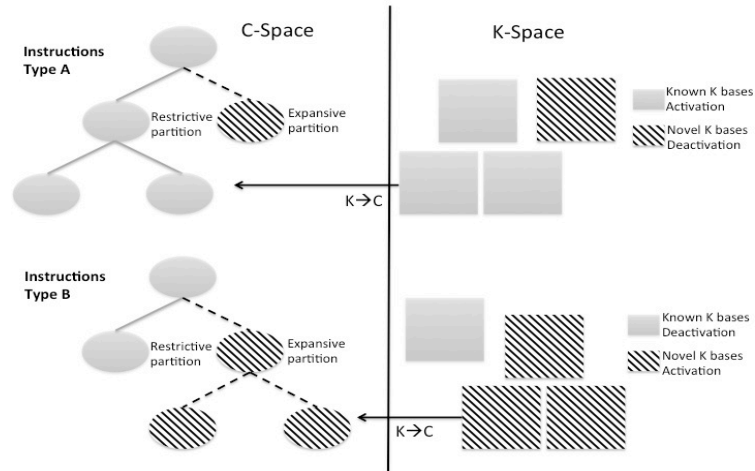 C-Space
K-Space
Instructions
Type A
Restrictive
partition
Expansive
partition
Known K bases
Activation
Novel K bases
Deactivation
K→C
Instructions
Type B
Restrictive
partition
Expansive
partition
Known K bases
Deactivation
Novel K bases
Activation
K→C